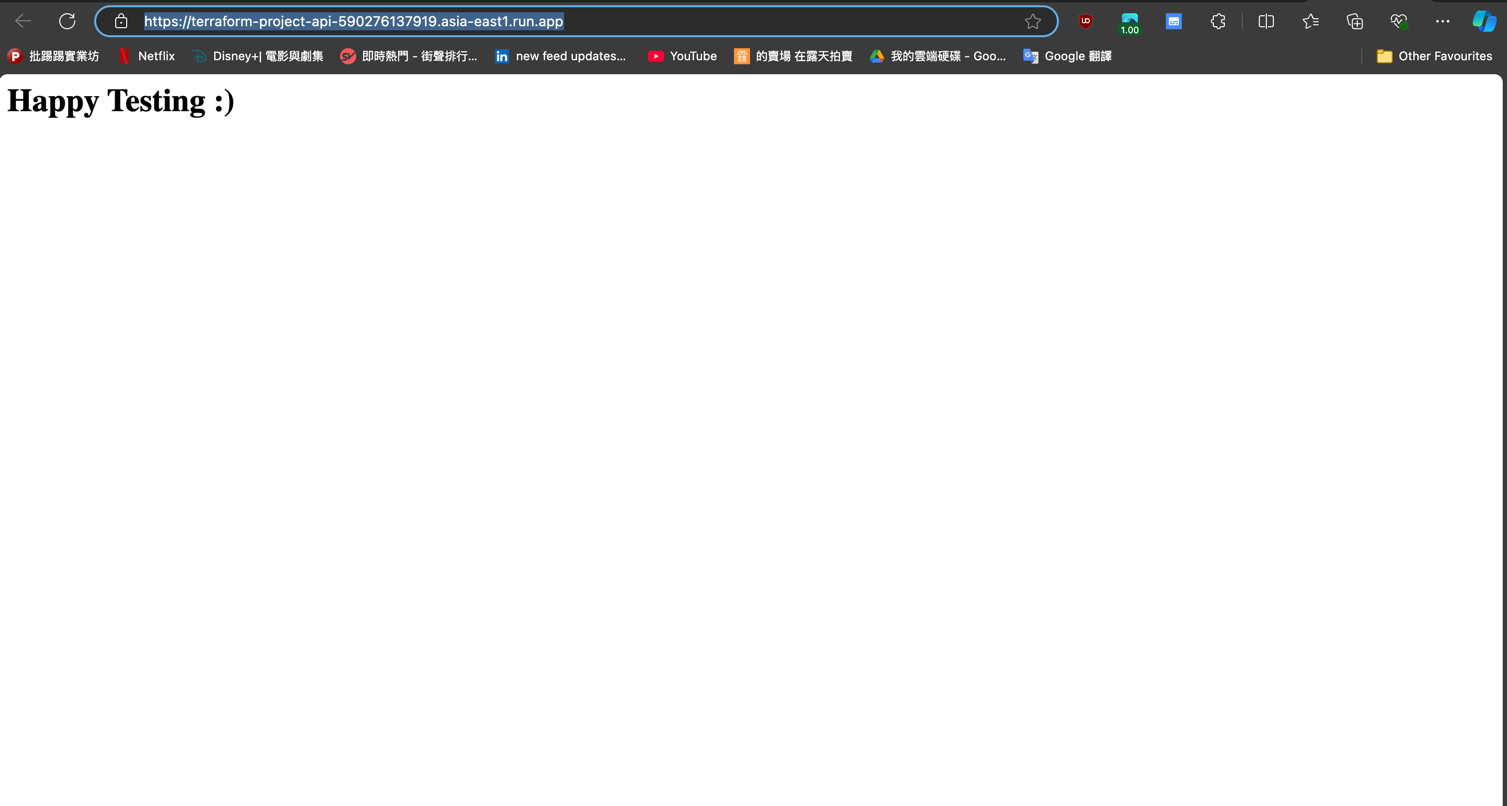 https://terraform-project-api-590276137919.asia-east1.run.app
UD
1.00
批踢踢實業坊 Netflix Disney+| 電影與劇集 即時熱門 - 街聲排行... new feed updates... YouTube 的賣場 在露天拍賣 我的雲端硬碟 - Goo... Google 翻譯 Other Favourites
Happy Testing :)